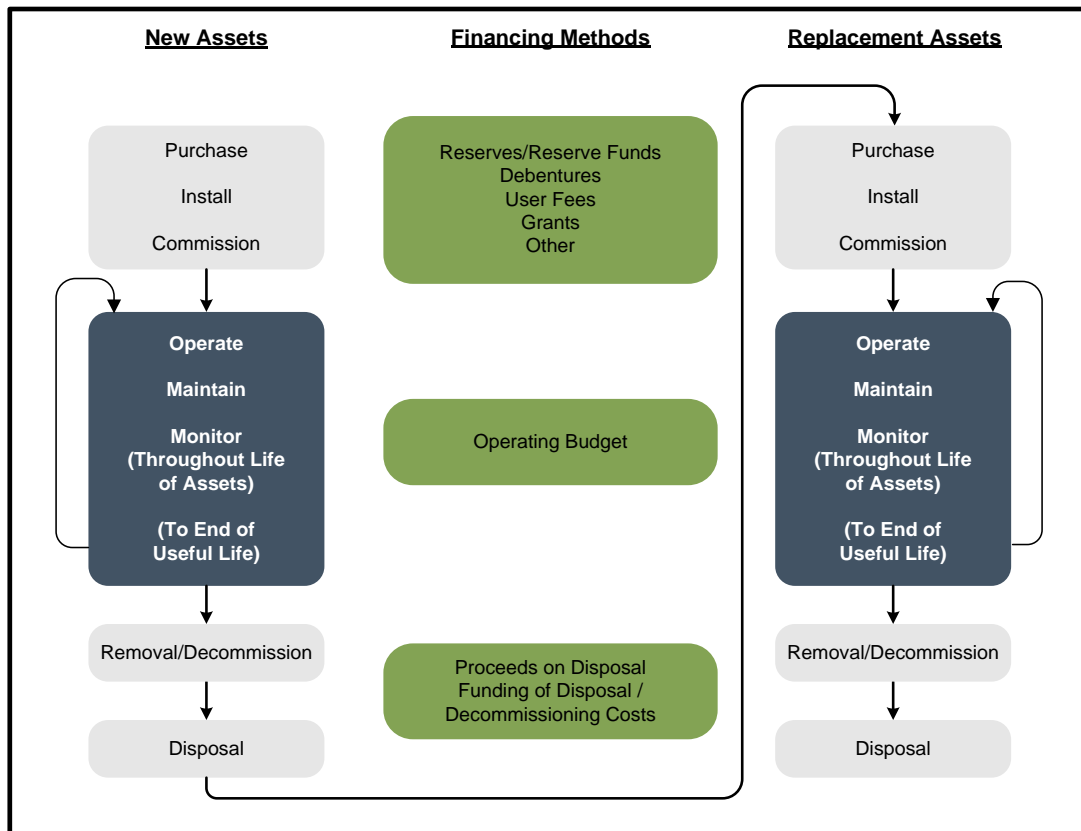 New Assets
Financing Methods
Replacement Assets
Purchase
Install
Commission
Operate
Maintain
Monitor
(Throughout Life
of Assets)
(To End of
Useful Life)
Removal/Decommission
Disposal
Reserves/Reserve Funds
Debentures
User Fees
Grants
Other
Operating Budget
Proceeds on Disposal
Funding of Disposal /
Decommissioning Costs
Purchase
Install
Commission
Operate
Maintain
Monitor
(Throughout Life
of Assets)
(To End of
Useful Life)
Removal/Decommission
Disposal